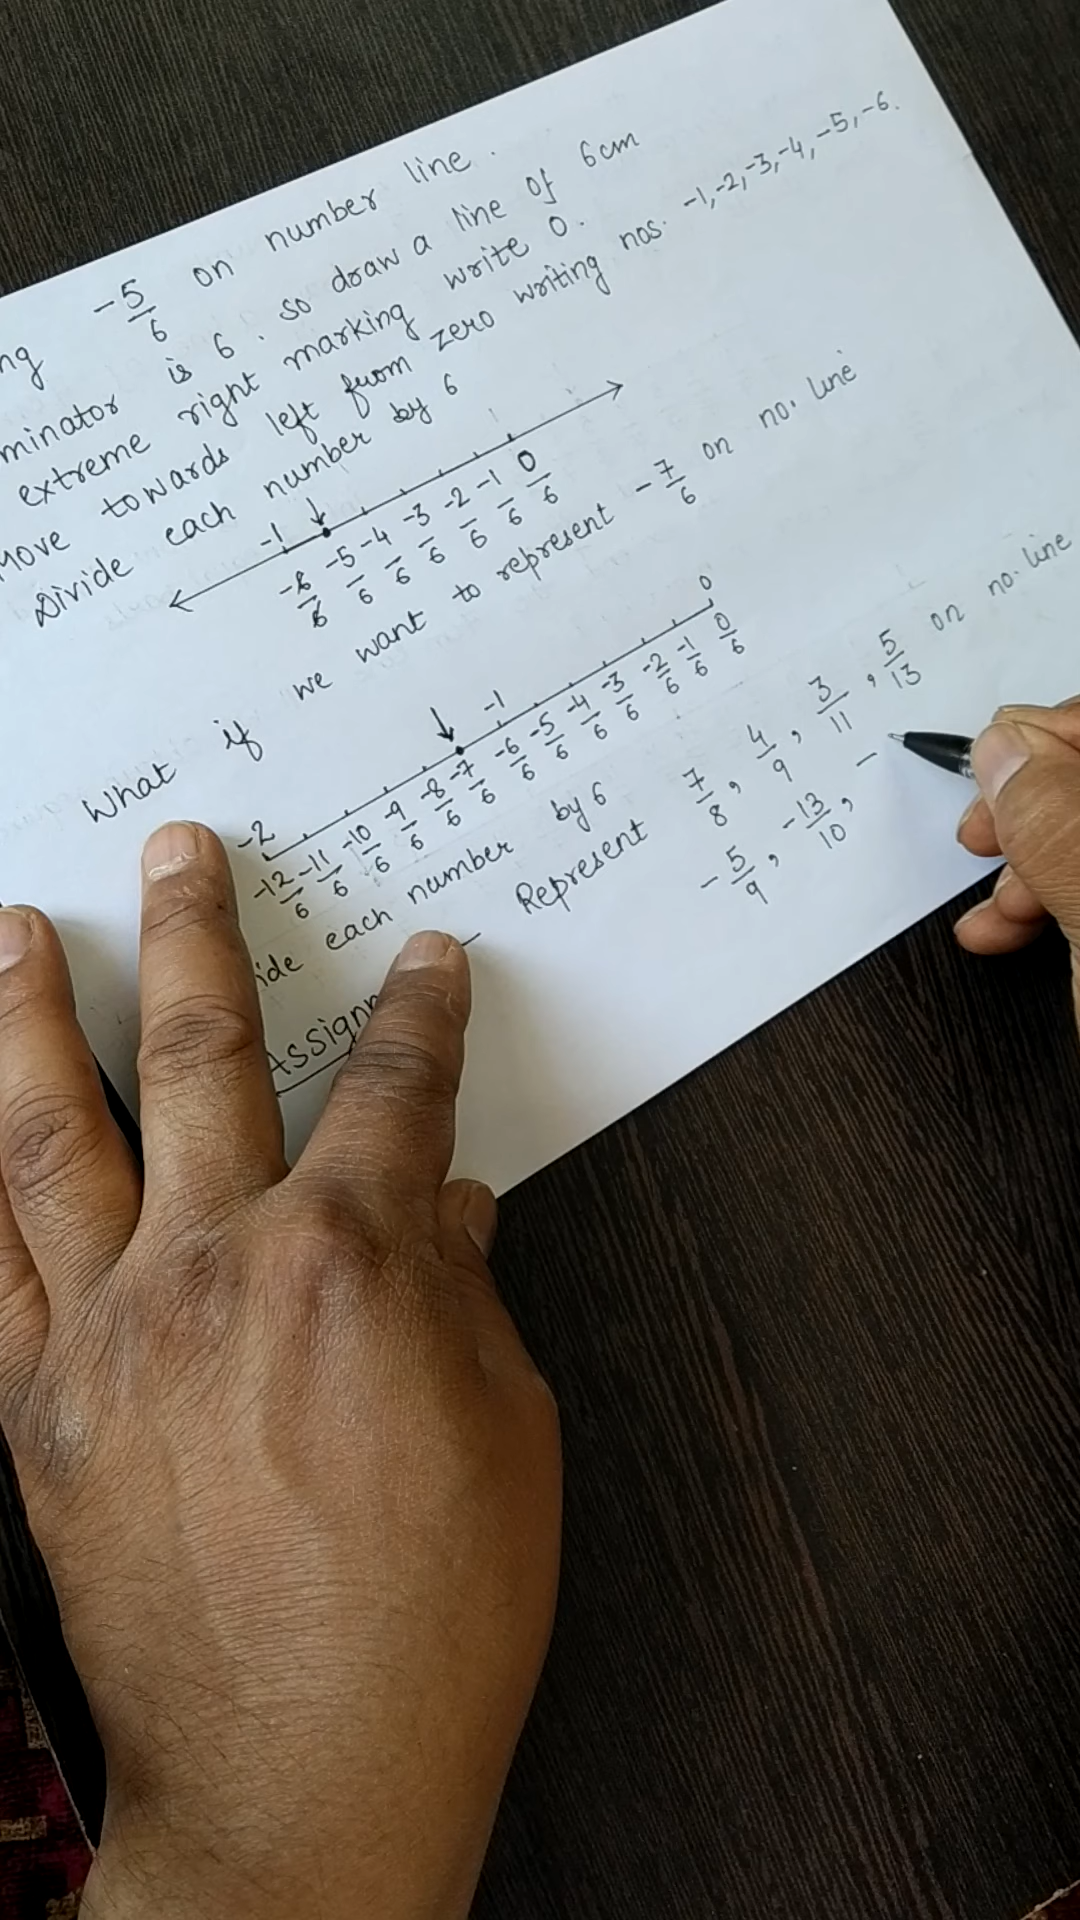 -5/6 on number line.
is 6. so draw a line of 6cm
extreme right marking write 0.
Move towards left from zero writing nos. -1, -2, -3, -4, -5, -6.
Divide each number by 6
-1
-6/6 -5/6 -4/6 -3/6 -2/6 -1/6 0/6
What if we want to represent -7/6 on no. line
-2 -1 0
-12/6 -11/6 -10/6 -9/6 -8/6 -7/6 -6/6 -5/6 -4/6 -3/6 -2/6 -1/6 0/6
each number by 6
Represent 7/8, 4/9, 3/11, 5/13 on no. line
-5/9, -13/10, -